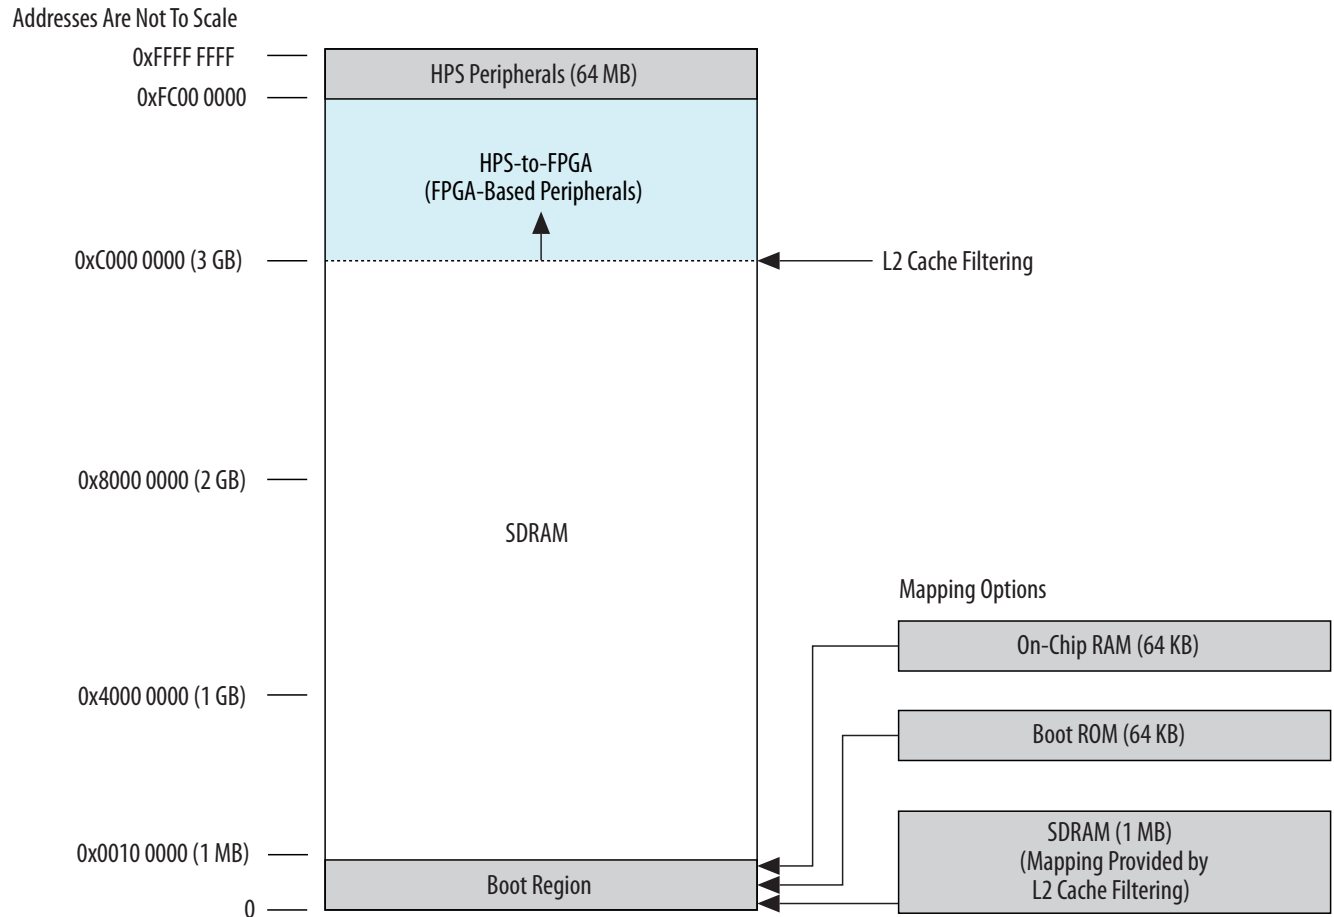 Addresses Are Not To Scale
0xFFFF FFFF
HPS Peripherals (64 MB)
0xFC00 0000
HPS-to-FPGA
(FPGA-Based Peripherals)
0xC000 0000 (3 GB)
L2 Cache Filtering
0x8000 0000 (2 GB)
SDRAM
Mapping Options
On-Chip RAM (64 KB)
0x4000 0000 (1 GB)
Boot ROM (64 KB)
SDRAM (1 MB)
(Mapping Provided by
L2 Cache Filtering)
0x0010 0000 (1 MB)
Boot Region
0